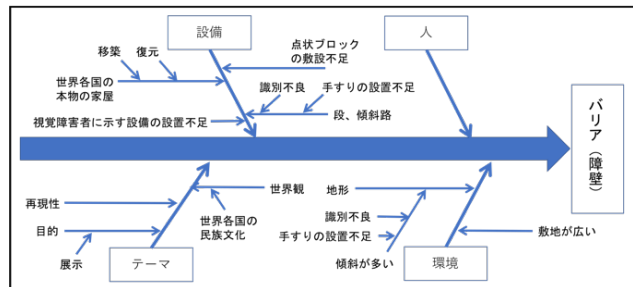 設備
人
移築
復元
点状ブロック
の敷設不足
世界各国の
本物の家屋
識別不良
手すりの設置不足
視覚障害者に示す設備の設置不足
段、傾斜路
バリア（障壁）
世界観
地形
再現性
世界各国の
民族文化
識別不良
目的
手すりの設置不足
敷地が広い
展示
テーマ
傾斜が多い
環境